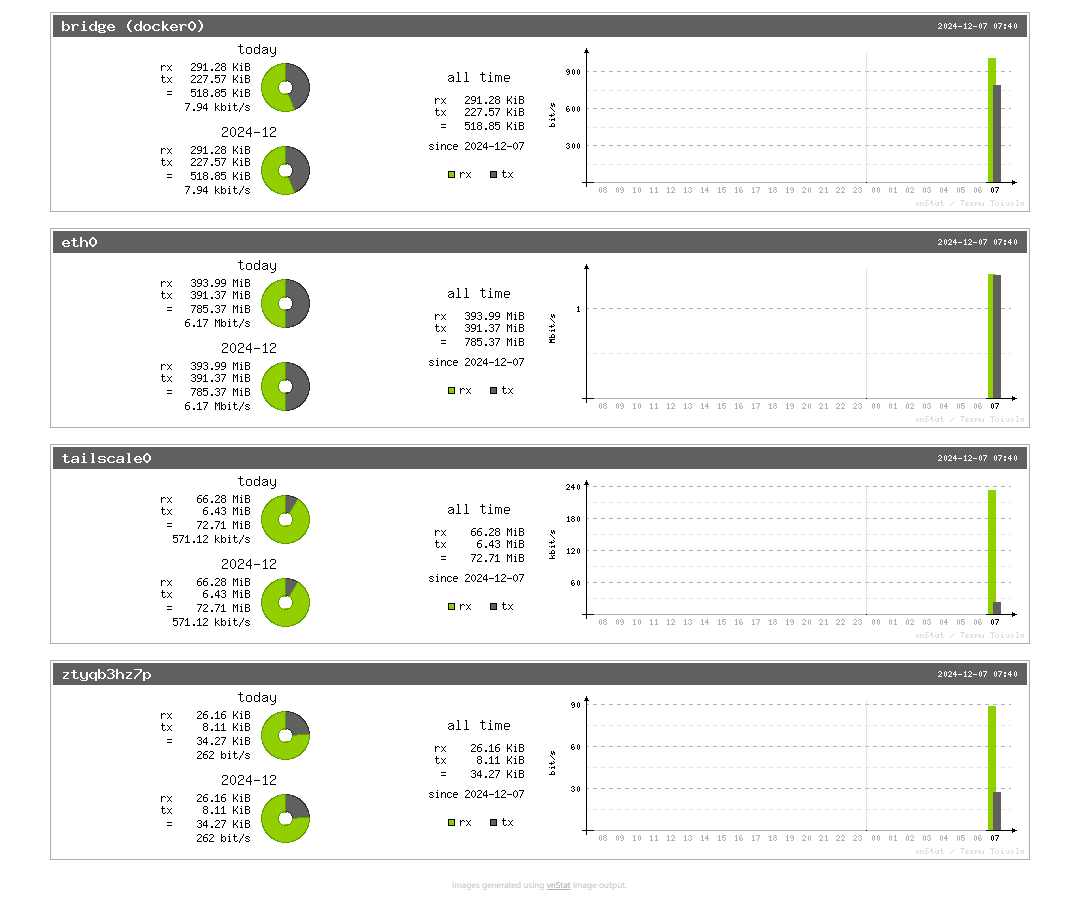 bridge (docker0) 2024-12-07 07:40
today
rx 291.28 KiB
tx 227.57 KiB
= 518.85 KiB
7.94 kbit/s
2024-12
rx 291.28 KiB
tx 227.57 KiB
= 518.85 KiB
7.94 kbit/s
all time
rx 291.28 KiB
tx 227.57 KiB
= 518.85 KiB
since 2024-12-07
rx tx
bit/s
900
600
300
08 09 10 11 12 13 14 15 16 17 18 19 20 21 22 23 00 01 02 03 04 05 06 07
vnStat / Teemu Toivola
eth0 2024-12-07 07:40
today
rx 393.99 MiB
tx 391.37 MiB
= 785.37 MiB
6.17 Mbit/s
2024-12
rx 393.99 MiB
tx 391.37 MiB
= 785.37 MiB
6.17 Mbit/s
all time
rx 393.99 MiB
tx 391.37 MiB
= 785.37 MiB
since 2024-12-07
rx tx
Mbit/s
1
08 09 10 11 12 13 14 15 16 17 18 19 20 21 22 23 00 01 02 03 04 05 06 07
vnStat / Teemu Toivola
tailscale0 2024-12-07 07:40
today
rx 66.28 MiB
tx 6.43 MiB
= 72.71 MiB
571.12 kbit/s
2024-12
rx 66.28 MiB
tx 6.43 MiB
= 72.71 MiB
571.12 kbit/s
all time
rx 66.28 MiB
tx 6.43 MiB
= 72.71 MiB
since 2024-12-07
rx tx
kbit/s
240
180
120
60
08 09 10 11 12 13 14 15 16 17 18 19 20 21 22 23 00 01 02 03 04 05 06 07
vnStat / Teemu Toivola
ztyqb3hz7p 2024-12-07 07:40
today
rx 26.16 KiB
tx 8.11 KiB
= 34.27 KiB
262 bit/s
2024-12
rx 26.16 KiB
tx 8.11 KiB
= 34.27 KiB
262 bit/s
all time
rx 26.16 KiB
tx 8.11 KiB
= 34.27 KiB
since 2024-12-07
rx tx
bit/s
90
60
30
08 09 10 11 12 13 14 15 16 17 18 19 20 21 22 23 00 01 02 03 04 05 06 07
vnStat / Teemu Toivola
Images generated using vnStat image output.